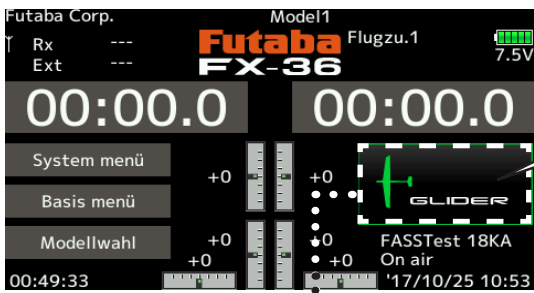 Futaba Corp. Model1
Rx --- Futaba Flugzu.1
Ext --- FX-36 7.5V
00:00.0 00:00.0
System menü
+0 +0
Basis menü GLIDER
Modellwahl +0 +0 FASSTest 18KA
+0 +0 On air
00:49:33 '17/10/25 10:53